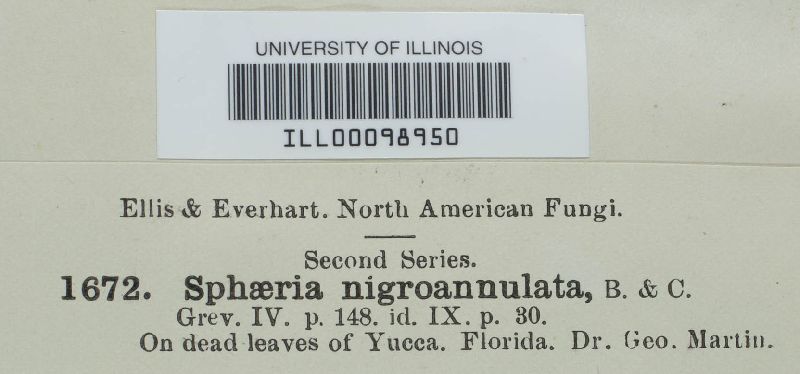 UNIVERSITY OF ILLINOIS
ILL00098950
Ellis & Everhart. North American Fungi.
Second Series.
1672. Sphæria nigroannulata, B. & C.
Grev. IV. p. 148. id. IX. p. 30.
On dead leaves of Yucca. Florida. Dr. Geo. Martin.